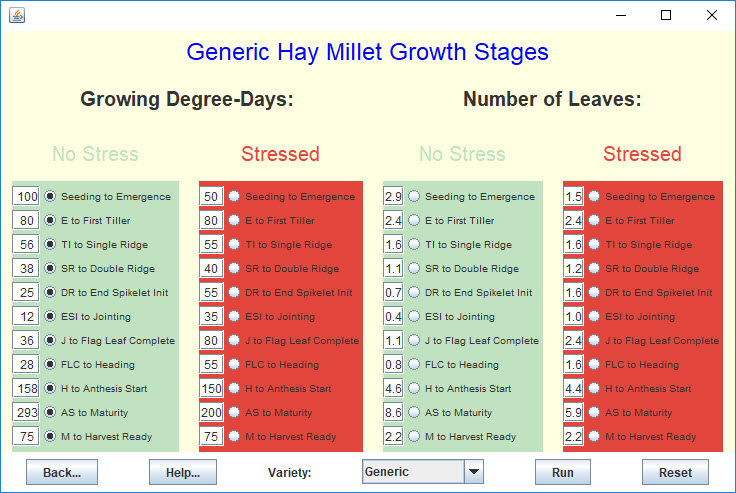 Generic Hay Millet Growth Stages
Growing Degree-Days: Number of Leaves:
No Stress Stressed No Stress Stressed
100 Seeding to Emergence 50 Seeding to Emergence 2.9 Seeding to Emergence 1.5 Seeding to Emergence
80 E to First Tiller 80 E to First Tiller 2.4 E to First Tiller 2.4 E to First Tiller
56 TI to Single Ridge 55 TI to Single Ridge 1.6 TI to Single Ridge 1.6 TI to Single Ridge
38 SR to Double Ridge 40 SR to Double Ridge 1.1 SR to Double Ridge 1.2 SR to Double Ridge
25 DR to End Spikelet Init 55 DR to End Spikelet Init 0.7 DR to End Spikelet Init 1.6 DR to End Spikelet Init
12 ESI to Jointing 35 ESI to Jointing 0.4 ESI to Jointing 1.0 ESI to Jointing
36 J to Flag Leaf Complete 80 J to Flag Leaf Complete 1.1 J to Flag Leaf Complete 2.4 J to Flag Leaf Complete
28 FLC to Heading 55 FLC to Heading 0.8 FLC to Heading 1.6 FLC to Heading
158 H to Anthesis Start 150 H to Anthesis Start 4.6 H to Anthesis Start 4.4 H to Anthesis Start
293 AS to Maturity 200 AS to Maturity 8.6 AS to Maturity 5.9 AS to Maturity
75 M to Harvest Ready 75 M to Harvest Ready 2.2 M to Harvest Ready 2.2 M to Harvest Ready
Back... Help... Variety: Generic Run Reset